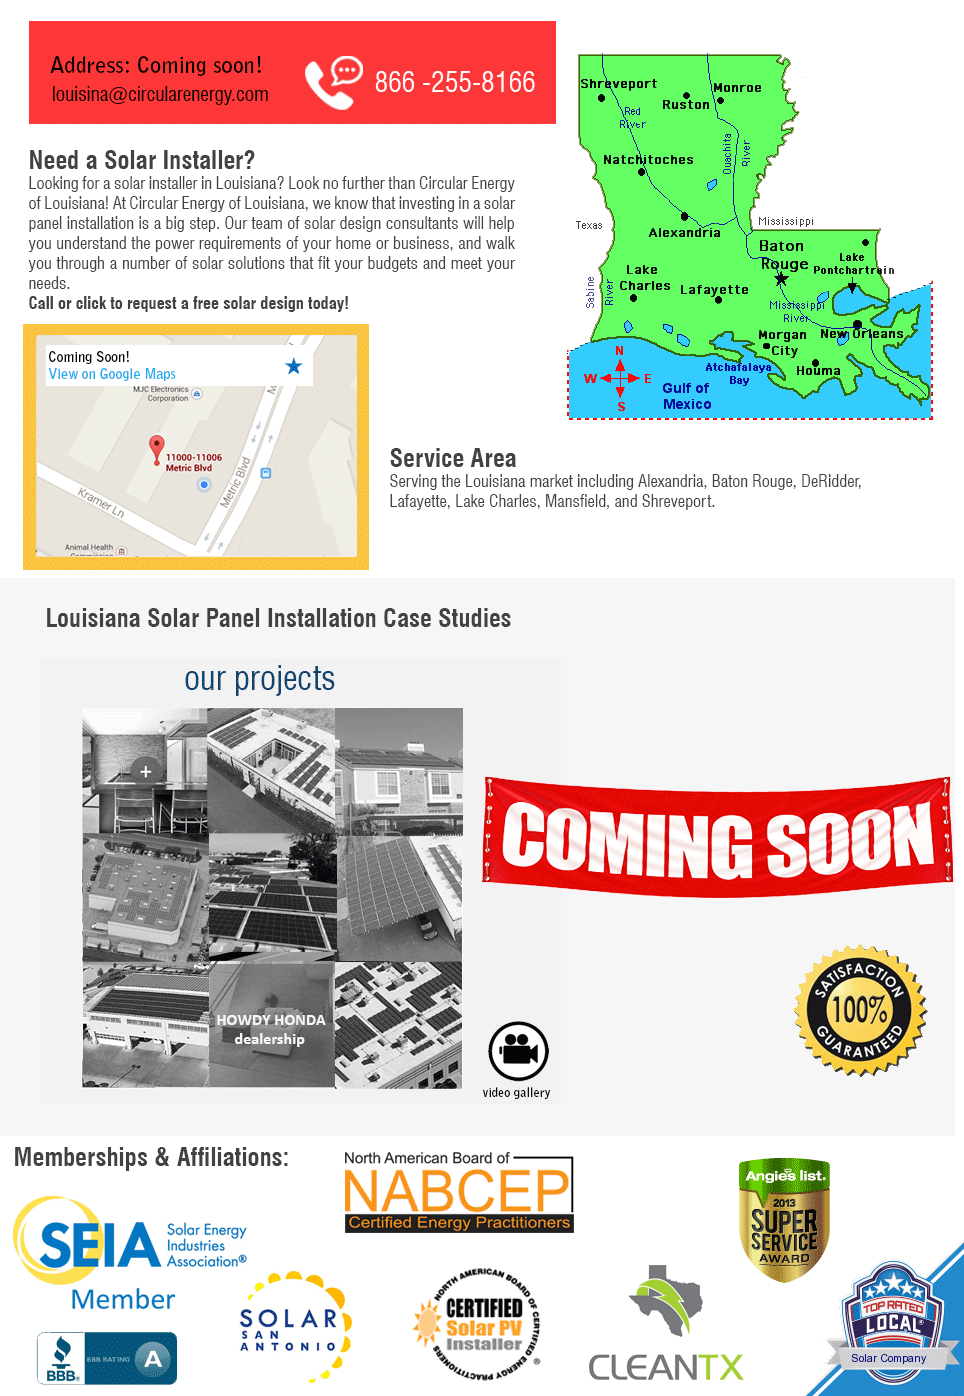 Address: Coming soon!
louisina@circularenergy.com
866 -255-8166
Need a Solar Installer?
Looking for a solar installer in Louisiana? Look no further than Circular Energy
of Louisiana! At Circular Energy of Louisiana, we know that investing in a solar
panel installation is a big step. Our team of solar design consultants will help
you understand the power requirements of your home or business, and walk
you through a number of solar solutions that fit your budgets and meet your
needs.
Call or click to request a free solar design today!
Shreveport
Monroe
Ruston
Red
River
Ouachita
River
Natchitoches
Texas
Mississippi
Alexandria
Baton
Rouge
Lake
Pontchartrain
Lake
Charles
Lafayette
Sabine
River
Mississippi
River
New Orleans
Morgan
City
Houma
Atchafalaya
Bay
Gulf of
Mexico
N
W
E
S
Coming Soon!
View on Google Maps
MJC Electronics
Corporation
11000-11006
Metric Blvd
Metric Blvd
Kramer Ln
Animal Health
Commission
Service Area
Serving the Louisiana market including Alexandria, Baton Rouge, DeRidder,
Lafayette, Lake Charles, Mansfield, and Shreveport.
Louisiana Solar Panel Installation Case Studies
our projects
+
HOWDY HONDA
dealership
COMING SOON
SATISFACTION
100%
GUARANTEED
video gallery
Memberships & Affiliations:
SEIA
Solar Energy
Industries
Association®
Member
North American Board of
NABCEP
Certified Energy Practitioners
Angies list.
2013
SUPER
SERVICE
AWARD
BBB.
BBB RATING
A
SOLAR
SAN
ANTONIO
NORTH AMERICAN BOARD OF CERTIFIED ENERGY PRACTITIONERS
CERTIFIED
Solar PV
Installer
®
CLEANTX
TOP RATED
LOCAL®
Solar Company